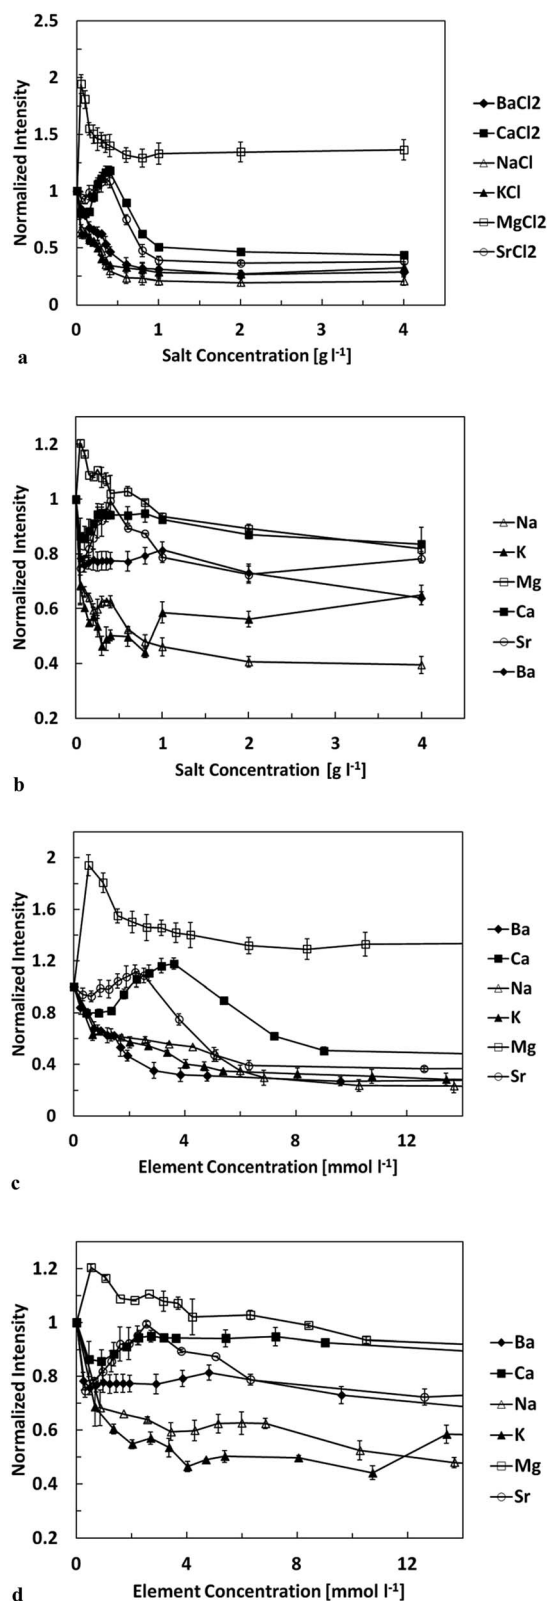 2.5
2
1.5
1
0.5
0
Normalized Intensity
0 1 2 3 4
Salt Concentration [g l-1]
BaCl2
CaCl2
NaCl
KCl
MgCl2
SrCl2
a
1.2
1
0.8
0.6
0.4
0.2
Normalized Intensity
0 1 2 3 4
Salt Concentration [g l-1]
Na
K
Mg
Ca
Sr
Ba
b
2
1.6
1.2
0.8
0.4
0
Normalized Intensity
0 4 8 12
Element Concentration [mmol l-1]
Ba
Ca
Na
K
Mg
Sr
c
1.2
1
0.8
0.6
0.4
0.2
Normalized Intensity
0 4 8 12
Element Concentration [mmol l-1]
Ba
Ca
Na
K
Mg
Sr
d